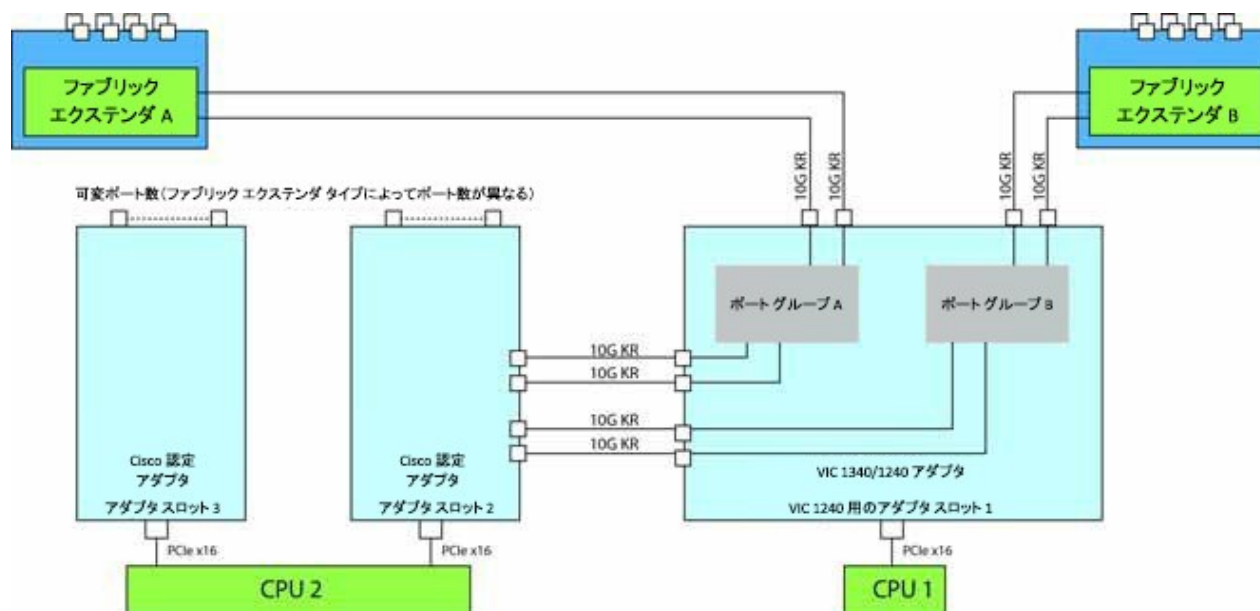 ファブリック
エクステンダ A
ファブリック
エクステンダ B
10G KR
10G KR
10G KR
10G KR
可変ポート数(ファブリック エクステンダ タイプによってポート数が異なる)
ポートグループ A
ポートグループ B
10G KR
10G KR
10G KR
10G KR
Cisco 認定
アダプタ
アダプタ スロット 3
Cisco 認定
アダプタ
アダプタ スロット 2
VIC 1340/1240 アダプタ
VIC 1240 用のアダプタ スロット 1
PCIe x16
PCIe x16
PCIe x16
CPU 2
CPU 1